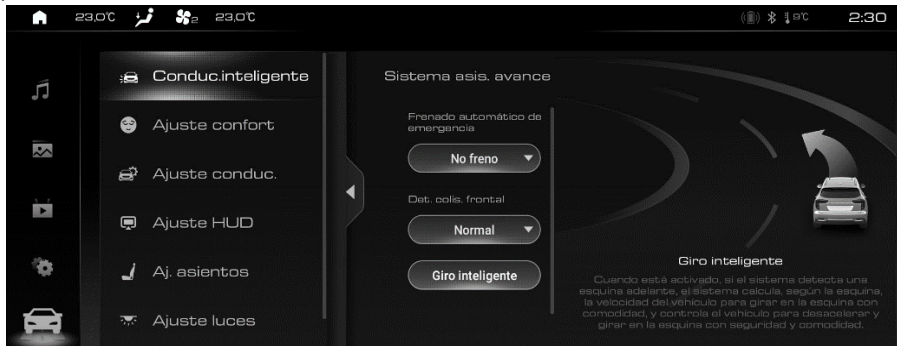 23,0℃ 2 23,0℃ 9℃ 2:30
Conduc.inteligente
Ajuste confort
Ajuste conduc.
Ajuste HUD
Aj. asientos
Ajuste luces
Sistema asis. avance
Frenado automático de
emergencia
No freno
Det. colis. frontal
Normal
Giro inteligente
Giro inteligente
Cuando está activado, si el sistema detecta una
esquina adelante, el sistema calcula, según la esquina,
la velocidad del vehículo para girar en la esquina con
comodidad, y controla el vehículo para desacelerar y
girar en la esquina con seguridad y comodidad.